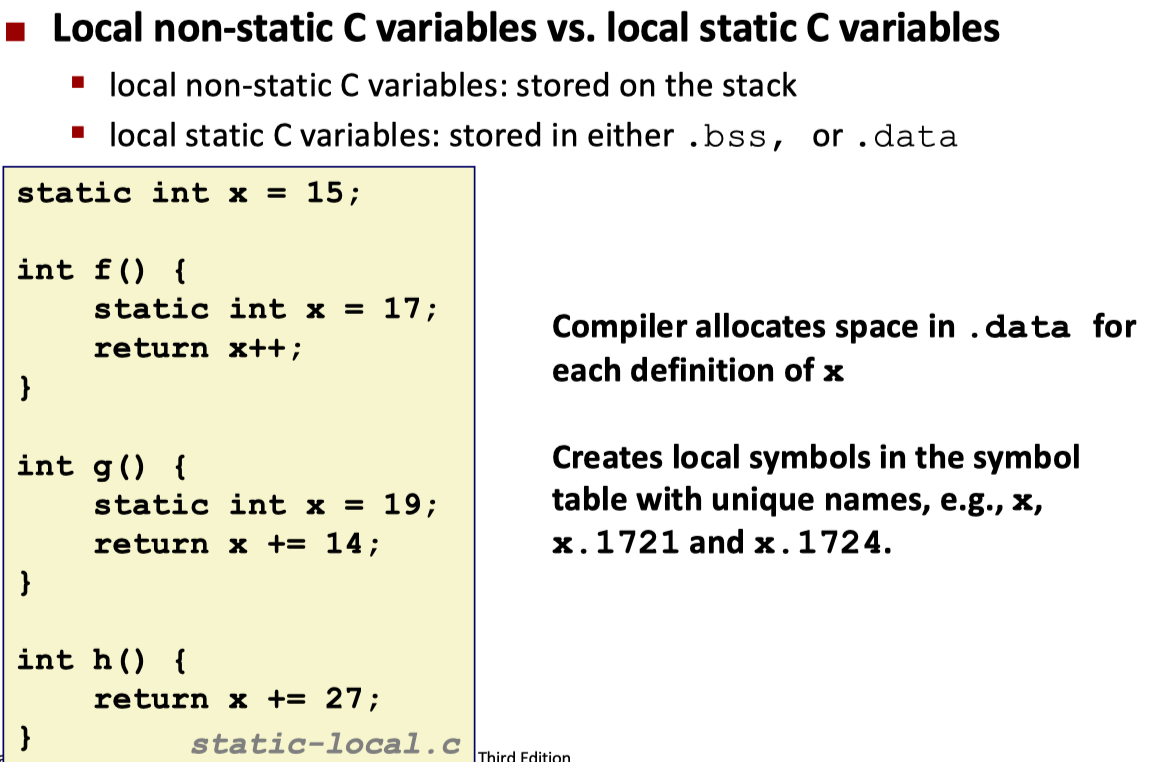 Local non-static C variables vs. local static C variables
local non-static C variables: stored on the stack
local static C variables: stored in either .bss, or .data
static int x = 15;
int f() {
    static int x = 17;
    return x++;
}
int g() {
    static int x = 19;
    return x += 14;
}
int h() {
    return x += 27;
}
static-local.c
Compiler allocates space in .data for
each definition of x
Creates local symbols in the symbol
table with unique names, e.g., x,
x.1721 and x.1724.
Third Edition